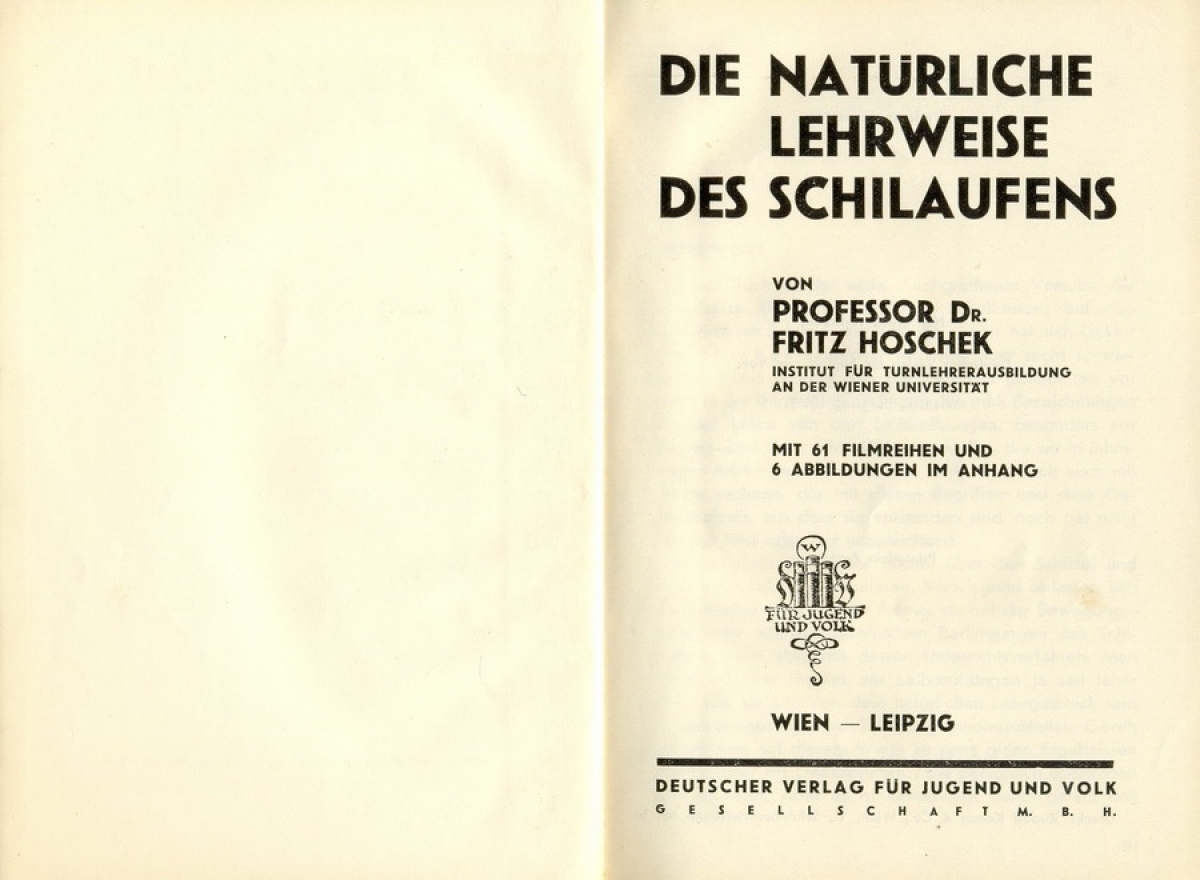 DIE NATÜRLICHE
LEHRWEISE
DES SCHILAUFENS
VON
PROFESSOR DR.
FRITZ HOSCHEK
INSTITUT FÜR TURNLEHRERAUSBILDUNG
AN DER WIENER UNIVERSITÄT
MIT 61 FILMREIHEN UND
6 ABBILDUNGEN IM ANHANG
W
FÜR JUGEND
UND VOLK
WIEN — LEIPZIG
DEUTSCHER VERLAG FÜR JUGEND UND VOLK
GESELLSCHAFT M. B. H.